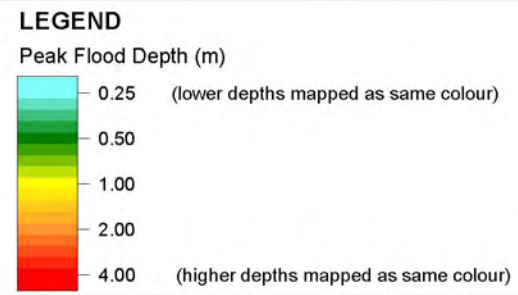 LEGEND
Peak Flood Depth (m)
0.25 (lower depths mapped as same colour)
0.50
1.00
2.00
4.00 (higher depths mapped as same colour)